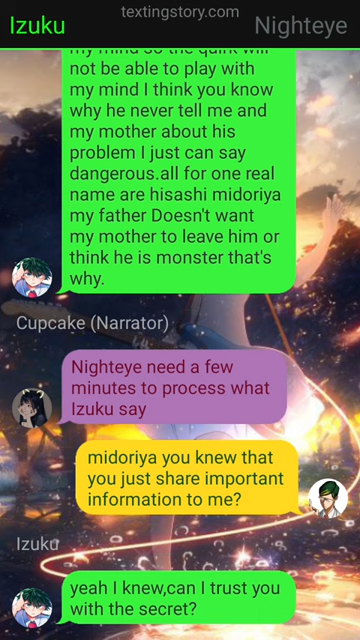 textingstory.com
Izuku
Nighteye
my mind so the quirk will
not be able to play with
my mind I think you know
why he never tell me and
my mother about his
problem I just can say
dangerous.all for one real
name are hisashi midoriya
my father Doesn't want
my mother to leave him or
think he is monster that's
why.
Cupcake (Narrator)
Nighteye need a few
minutes to process what
Izuku say
midoriya you knew that
you just share important
information to me?
Izuku
yeah I knew,can I trust you
with the secret?